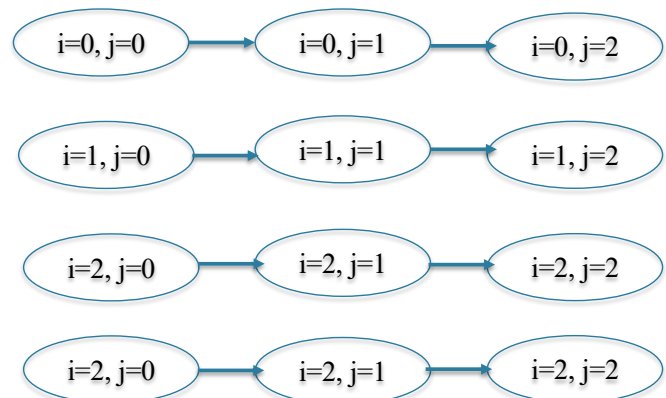 i=0, j=0 i=0, j=1 i=0, j=2
i=1, j=0 i=1, j=1 i=1, j=2
i=2, j=0 i=2, j=1 i=2, j=2
i=2, j=0 i=2, j=1 i=2, j=2